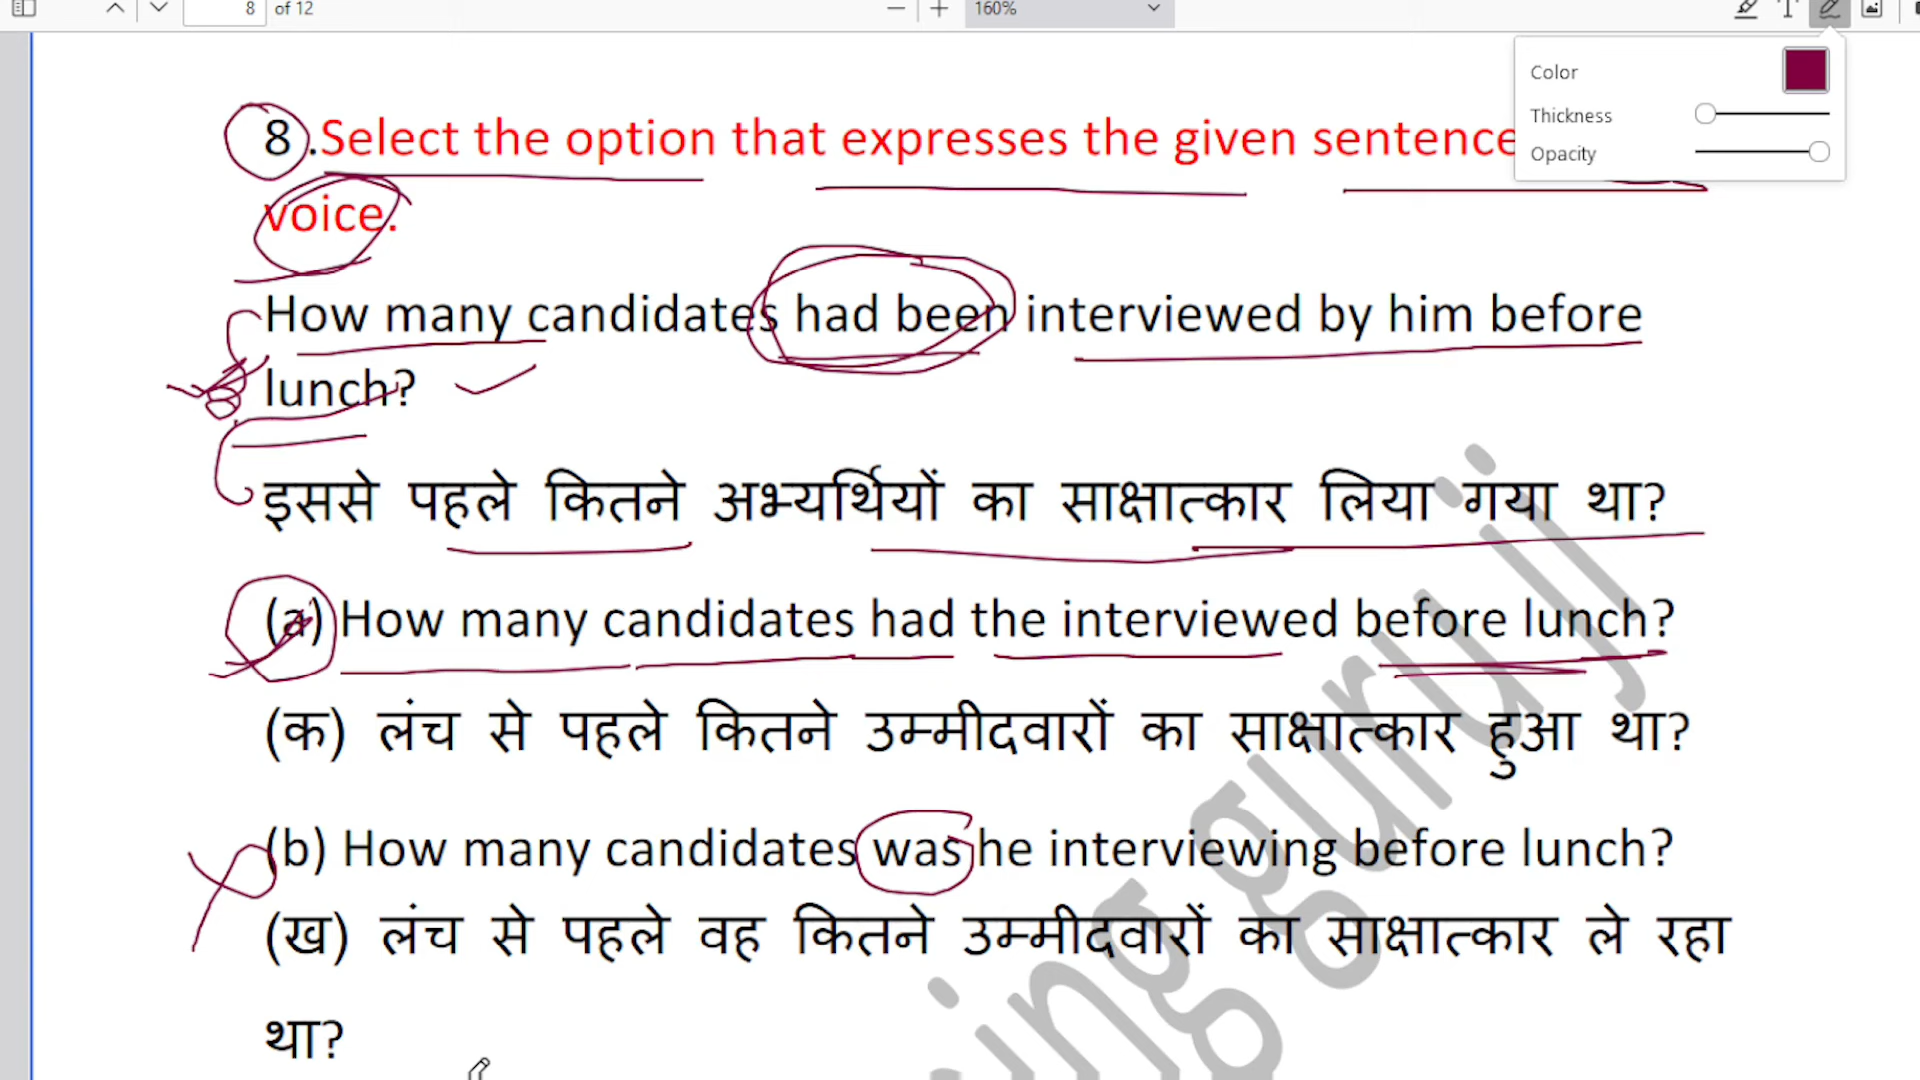 8 of 12 160%
Color
Thickness
Opacity
8.Select the option that expresses the given sentence
voice.
How many candidates had been interviewed by him before
lunch?
इससे पहले कितने अभ्यर्थियों का साक्षात्कार लिया गया था?
(a) How many candidates had the interviewed before lunch?
(क) लंच से पहले कितने उम्मीदवारों का साक्षात्कार हुआ था?
(b) How many candidates was he interviewing before lunch?
(ख) लंच से पहले वह कितने उम्मीदवारों का साक्षात्कार ले रहा
था?
ing guru ji